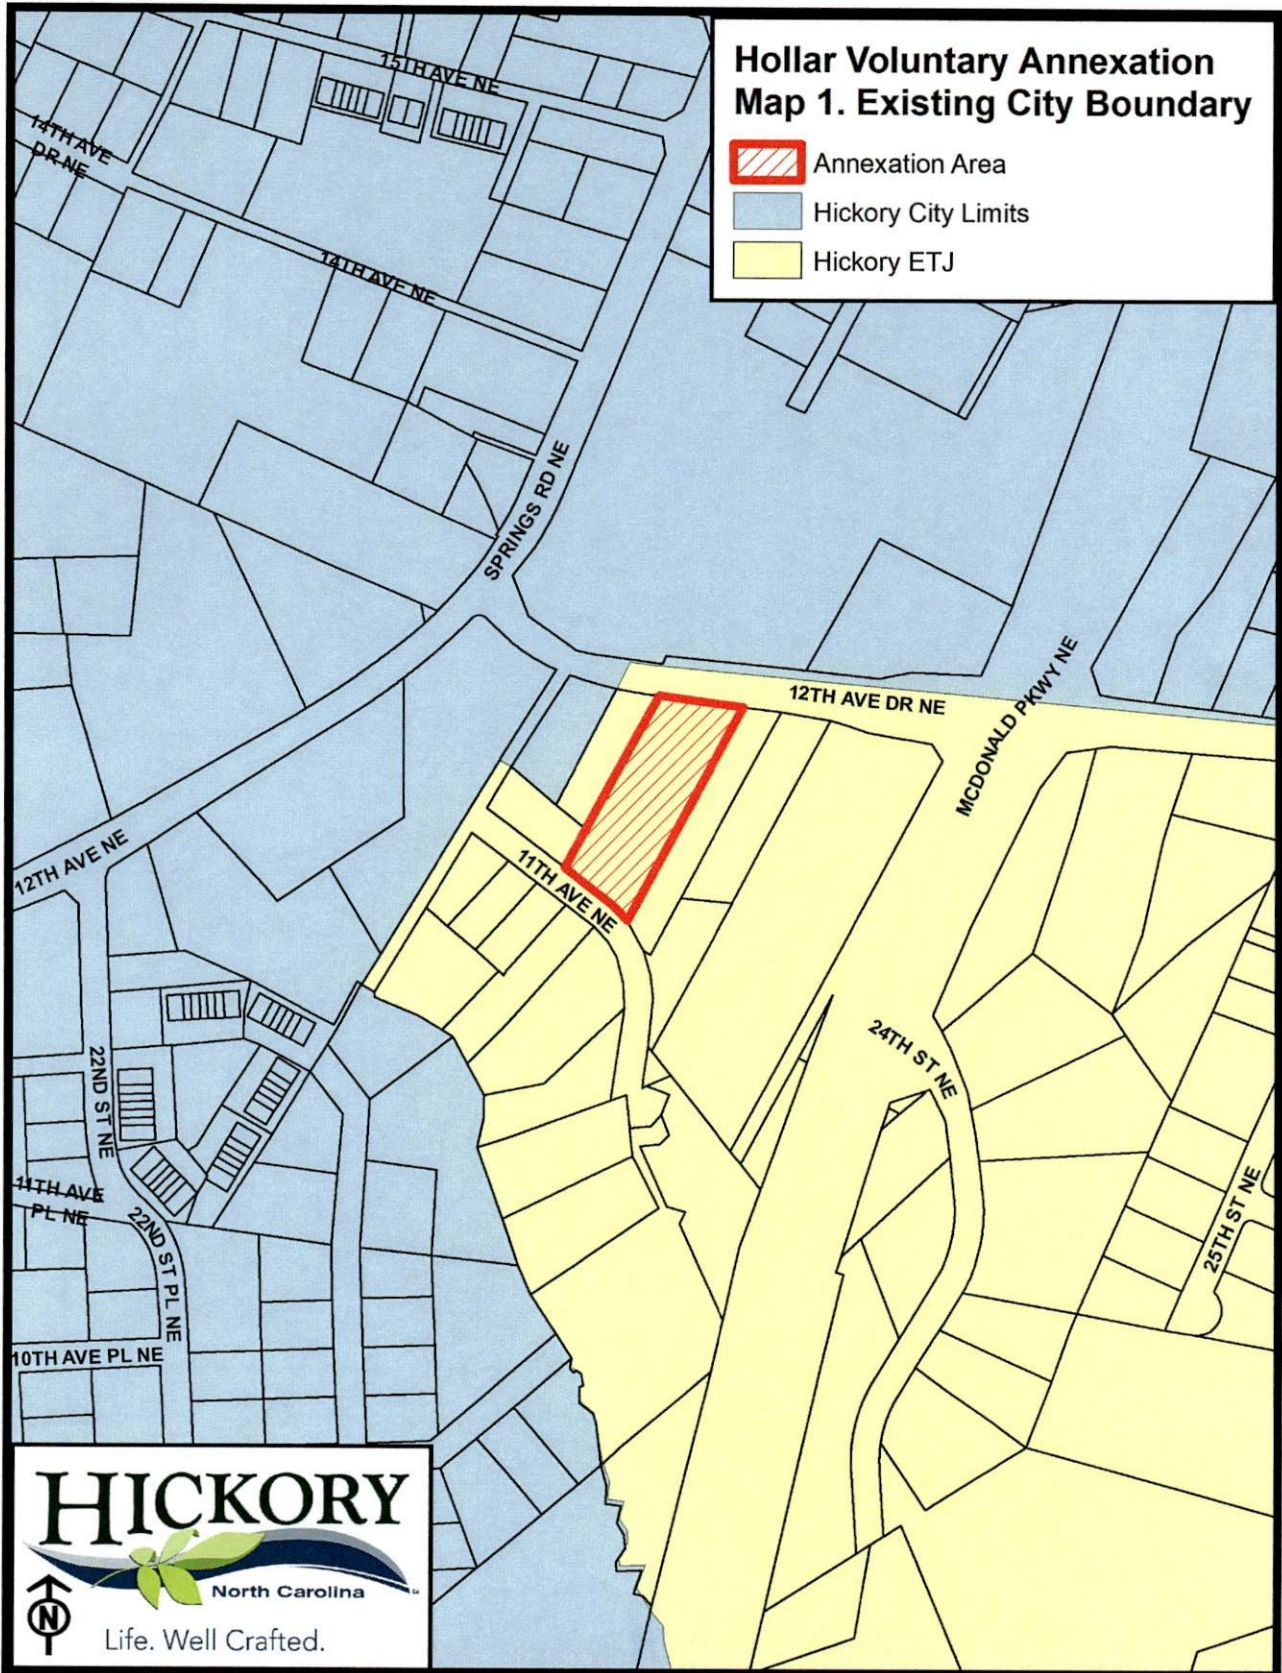 Hollar Voluntary Annexation
Map 1. Existing City Boundary
Annexation Area
Hickory City Limits
Hickory ETJ
15TH AVE NE
14TH AVE
DR NE
14TH AVE NE
SPRINGS RD NE
MCDONALD PKWY NE
12TH AVE DR NE
12TH AVE NE
11TH AVE NE
24TH ST NE
22ND ST NE
11TH AVE
PL NE
22ND ST PL NE
25TH ST NE
10TH AVE PL NE
HICKORY
North Carolina
N
Life. Well Crafted.